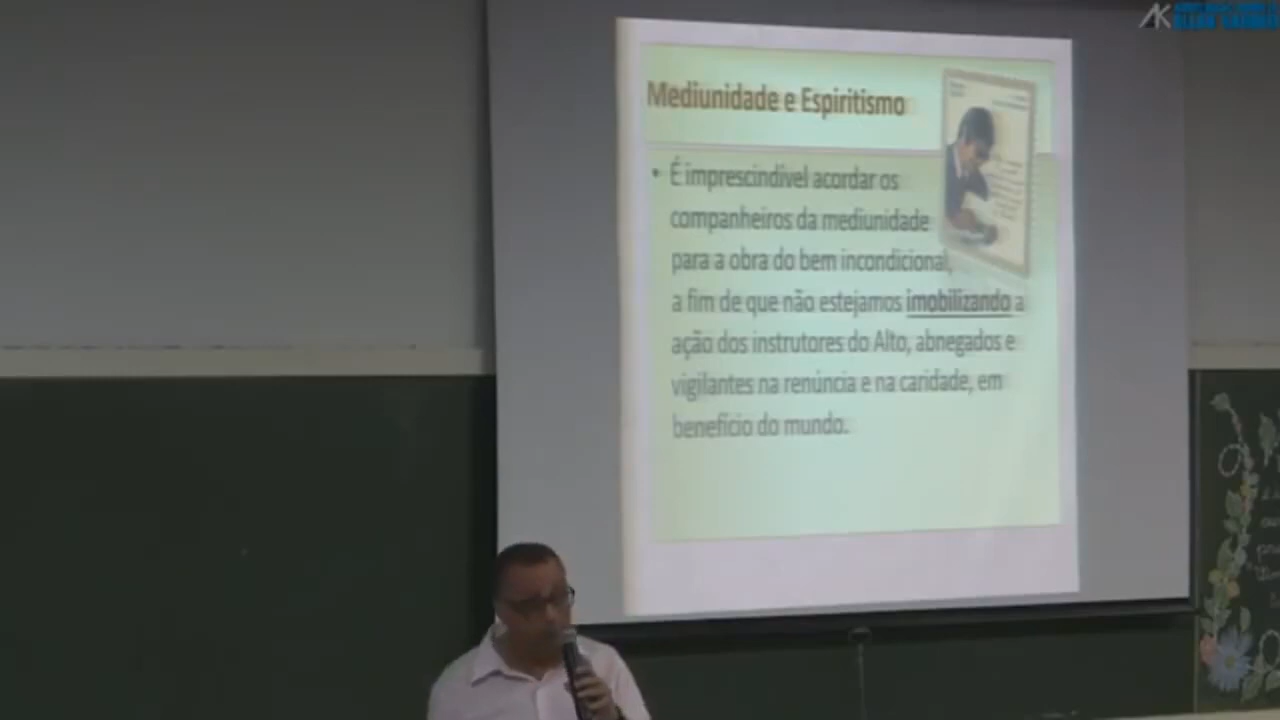 AK
Mediunidade e Espiritismo
• É imprescindível acordar os
companheiros da mediunidade
para a obra do bem incondicional,
a fim de que não estejamos imobilizando a
ação dos instrutores do Alto, abnegados e
vigilantes na renúncia e na caridade, em
benefício do mundo.